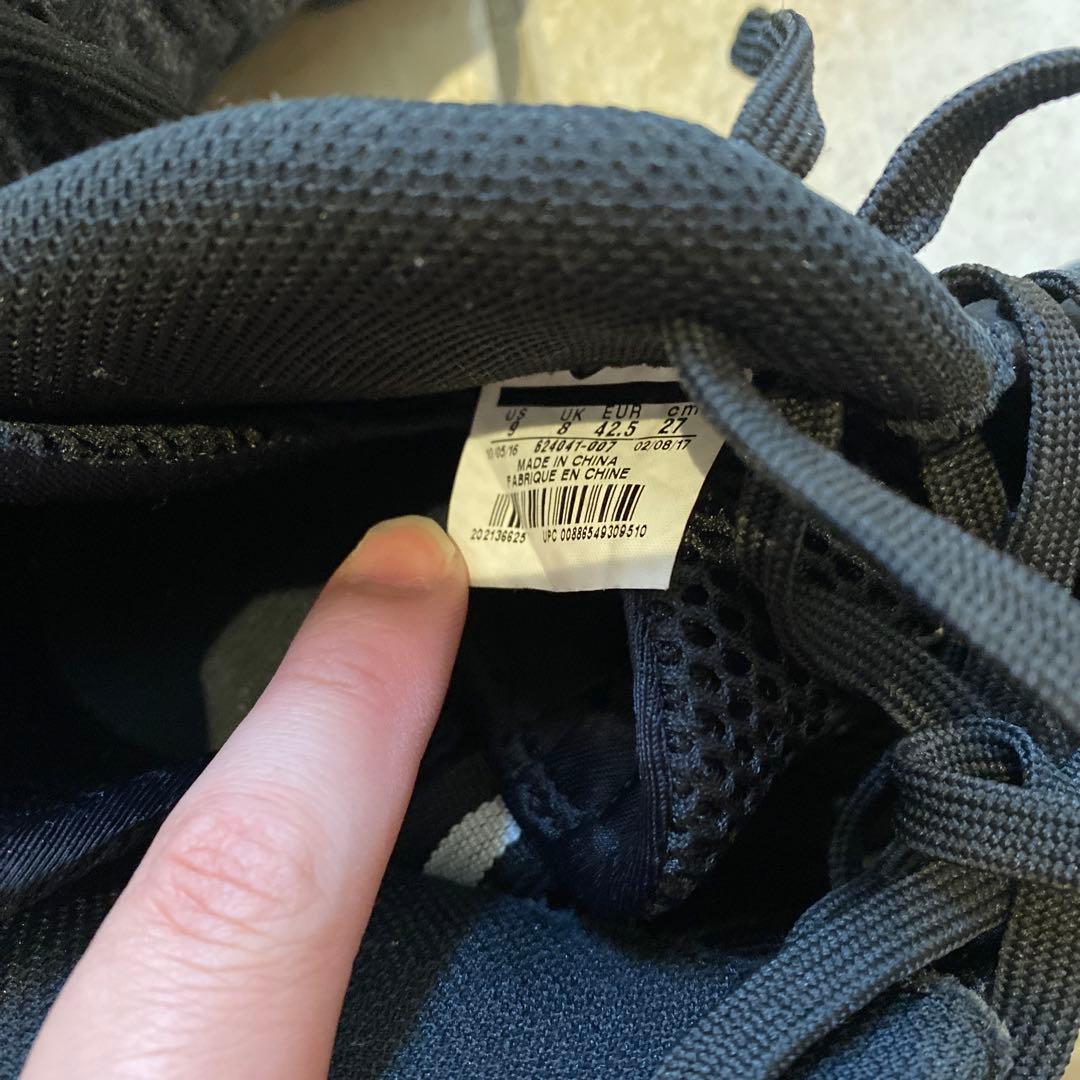 US UK EUR cm
9 8 42.5 27
10/05/16 624041-007 02/08/17
MADE IN CHINA
FABRIQUE EN CHINE
202136625 UPC 00886549309510